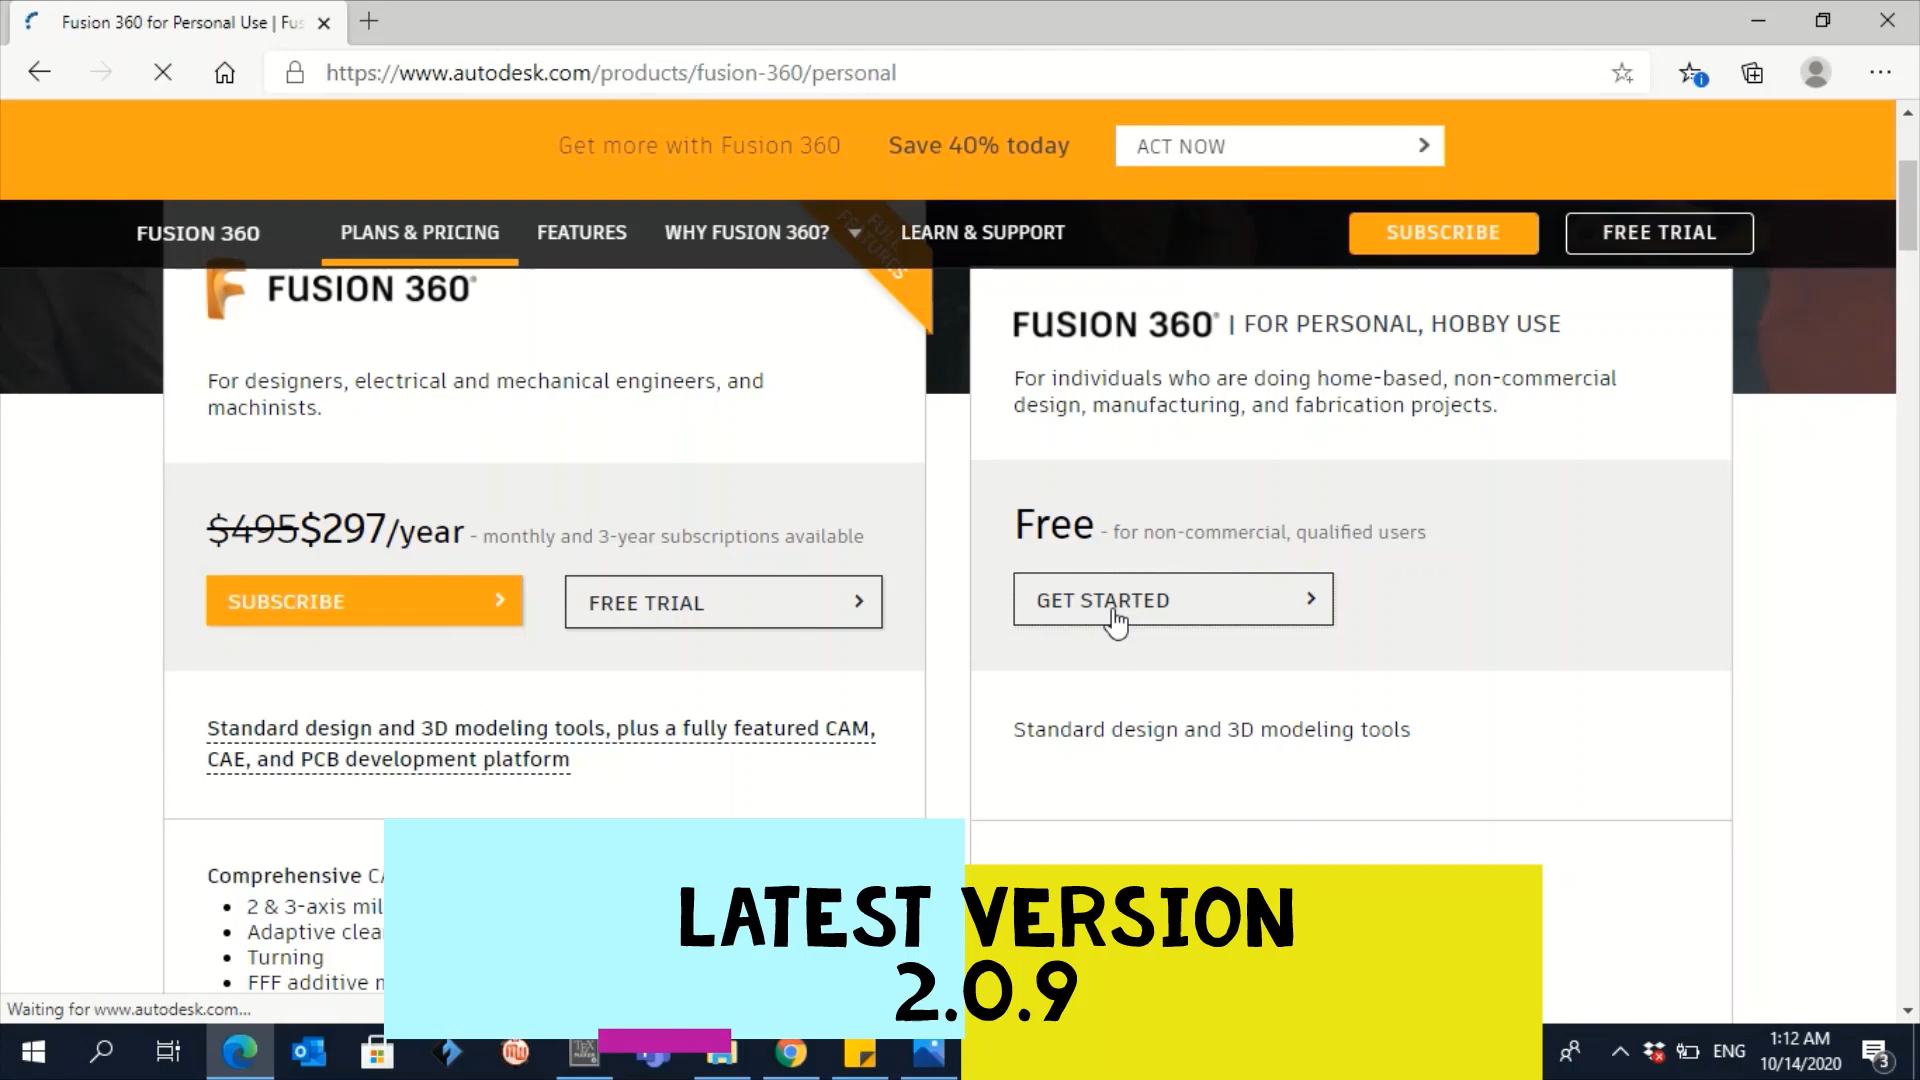 Fusion 360 for Personal Use | Fus
https://www.autodesk.com/products/fusion-360/personal
Get more with Fusion 360
Save 40% today
ACT NOW
FUSION 360
PLANS & PRICING
FEATURES
WHY FUSION 360?
LEARN & SUPPORT
SUBSCRIBE
FREE TRIAL
FULL
FEATURES
FUSION 360®
For designers, electrical and mechanical engineers, and
machinists.
$495 $297/year - monthly and 3-year subscriptions available
SUBSCRIBE
FREE TRIAL
Standard design and 3D modeling tools, plus a fully featured CAM,
CAE, and PCB development platform
Comprehensive CA
• 2 & 3-axis mil
• Adaptive clea
• Turning
• FFF additive m
FUSION 360® | FOR PERSONAL, HOBBY USE
For individuals who are doing home-based, non-commercial
design, manufacturing, and fabrication projects.
Free - for non-commercial, qualified users
GET STARTED
Standard design and 3D modeling tools
LATEST VERSION
2.0.9
Waiting for www.autodesk.com...
ENG
1:12 AM
10/14/2020
3